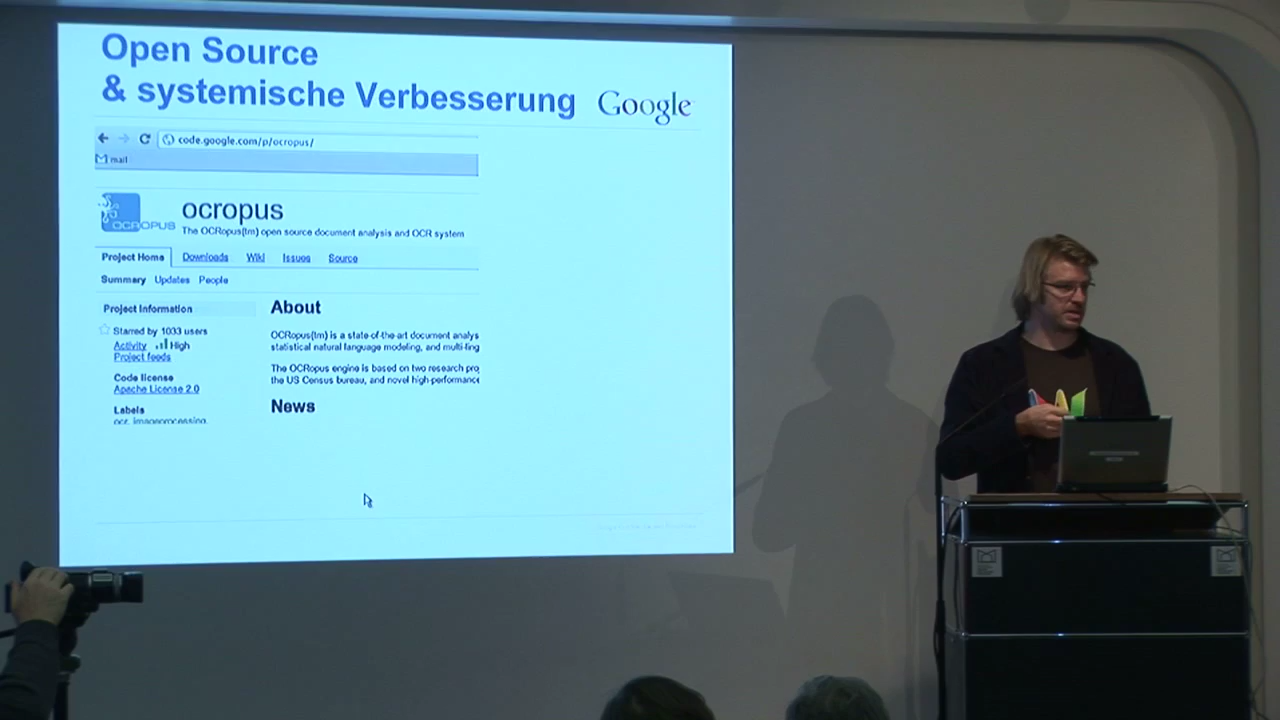 Open Source
& systemische Verbesserung Google
code.google.com/p/ocropus/
mail
OCROPUS
ocropus
The OCRopus(tm) open source document analysis and OCR system
Project Home Downloads Wiki Issues Source
Summary Updates People
Project Information
Starred by 1033 users
Activity High
Project feeds
Code license
Apache License 2.0
Labels
ocr, imageprocessing,
About
OCRopus(tm) is a state-of-the-art document analys
statistical natural language modeling, and multi-ling
The OCRopus engine is based on two research pro
the US Census bureau, and novel high-performance
News